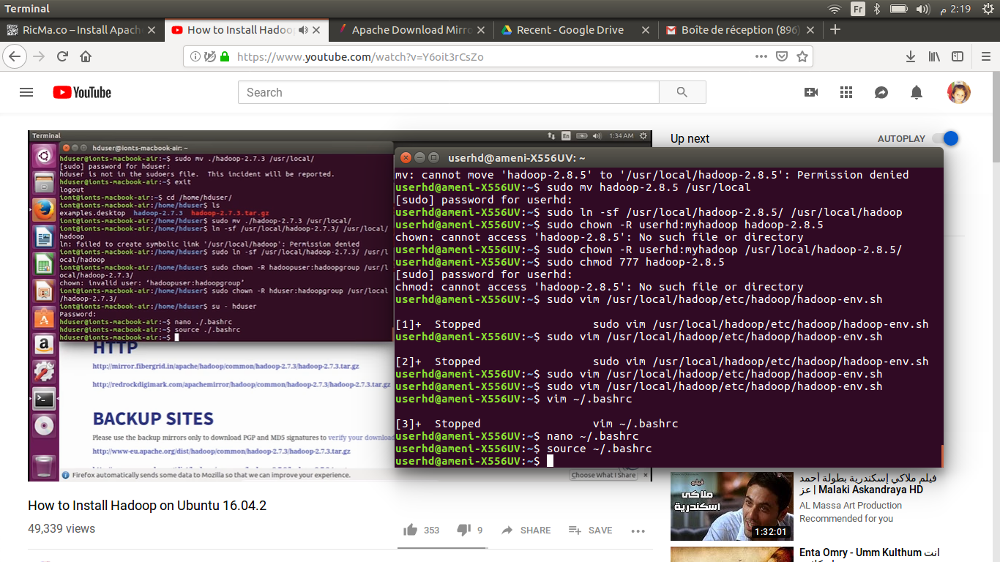 Terminal
Fr
2:19 م
RicMa.co – Install Apach
How to Install Hadoo
Apache Download Mirro
Recent - Google Drive
Boîte de réception (896)
https://www.youtube.com/watch?v=Y6oit3rCsZo
YouTube
Search
Terminal
En
1:34 AM
hduser@ionts-macbook-air: ~
hduser@ionts-macbook-air:~$ sudo mv ./hadoop-2.7.3 /usr/local/
[sudo] password for hduser:
hduser is not in the sudoers file.  This incident will be reported.
hduser@ionts-macbook-air:~$ exit
logout
iont@ionts-macbook-air:~$ cd /home/hduser/
iont@ionts-macbook-air:/home/hduser$ ls
examples.desktop  hadoop-2.7.3  hadoop-2.7.3.tar.gz
iont@ionts-macbook-air:/home/hduser$ sudo mv ./hadoop-2.7.3 /usr/local/
iont@ionts-macbook-air:/home/hduser$ ln -sf /usr/local/hadoop-2.7.3/ /usr/local/
hadoop
ln: failed to create symbolic link '/usr/local/hadoop': Permission denied
iont@ionts-macbook-air:/home/hduser$ sudo ln -sf /usr/local/hadoop-2.7.3/ /usr/l
ocal/hadoop
iont@ionts-macbook-air:/home/hduser$ sudo chown -R hadoopuser:hadoopgroup /usr/l
ocal/hadoop-2.7.3/
chown: invalid user: ‘hadoopuser:hadoopgroup’
iont@ionts-macbook-air:/home/hduser$ sudo chown -R hduser:hadoopgroup /usr/local
/hadoop-2.7.3/
iont@ionts-macbook-air:/home/hduser$ su - hduser
Password:
hduser@ionts-macbook-air:~$ nano ./.bashrc
hduser@ionts-macbook-air:~$ source ./.bashrc
hduser@ionts-macbook-air:~$
HTTP
http://mirror.fibergrid.in/apache/hadoop/common/hadoop-2.7.3/hadoop-2.7.3.tar.gz
http://redrockdigimark.com/apachemirror/hadoop/common/hadoop-2.7.3/hadoop-2.7.3.tar.gz
BACKUP SITES
Please use the backup mirrors only to download PGP and MD5 signatures to verify your download
http://www-eu.apache.org/dist/hadoop/common/hadoop-2.7.3/hadoop-2.7.3.tar.gz
Firefox automatically sends some data to Mozilla so that we can improve your experience.
Choose What I Share
userhd@ameni-X556UV: ~
mv: cannot move 'hadoop-2.8.5' to '/usr/local/hadoop-2.8.5': Permission denied
userhd@ameni-X556UV:~$ sudo mv hadoop-2.8.5 /usr/local
[sudo] password for userhd:
userhd@ameni-X556UV:~$ sudo ln -sf /usr/local/hadoop-2.8.5/ /usr/local/hadoop
userhd@ameni-X556UV:~$ sudo chown -R userhd:myhadoop hadoop-2.8.5
chown: cannot access 'hadoop-2.8.5': No such file or directory
userhd@ameni-X556UV:~$ sudo chown -R userhd:myhadoop /usr/local/hadoop-2.8.5/
userhd@ameni-X556UV:~$ sudo chmod 777 hadoop-2.8.5
[sudo] password for userhd:
chmod: cannot access 'hadoop-2.8.5': No such file or directory
userhd@ameni-X556UV:~$ sudo vim /usr/local/hadoop/etc/hadoop/hadoop-env.sh
[1]+  Stopped                 sudo vim /usr/local/hadoop/etc/hadoop/hadoop-env.sh
userhd@ameni-X556UV:~$ sudo vim /usr/local/hadoop/etc/hadoop/hadoop-env.sh
[2]+  Stopped                 sudo vim /usr/local/hadoop/etc/hadoop/hadoop-env.sh
userhd@ameni-X556UV:~$ sudo vim /usr/local/hadoop/etc/hadoop/hadoop-env.sh
userhd@ameni-X556UV:~$ sudo vim /usr/local/hadoop/etc/hadoop/hadoop-env.sh
userhd@ameni-X556UV:~$ vim ~/.bashrc
[3]+  Stopped                 vim ~/.bashrc
userhd@ameni-X556UV:~$ nano ~/.bashrc
userhd@ameni-X556UV:~$ source ~/.bashrc
userhd@ameni-X556UV:~$
Up next
AUTOPLAY
How to Install Hadoop on Ubuntu 16.04.2
49,339 views
353
9
SHARE
SAVE
فيلم
ملاكي
اسكندرية
1:32:01
فيلم ملاكي إسكندرية بطولة أحمد
عز | Malaki Askandraya HD
AL Massa Art Production
Recommended for you
Enta Omry - Umm Kulthum انت